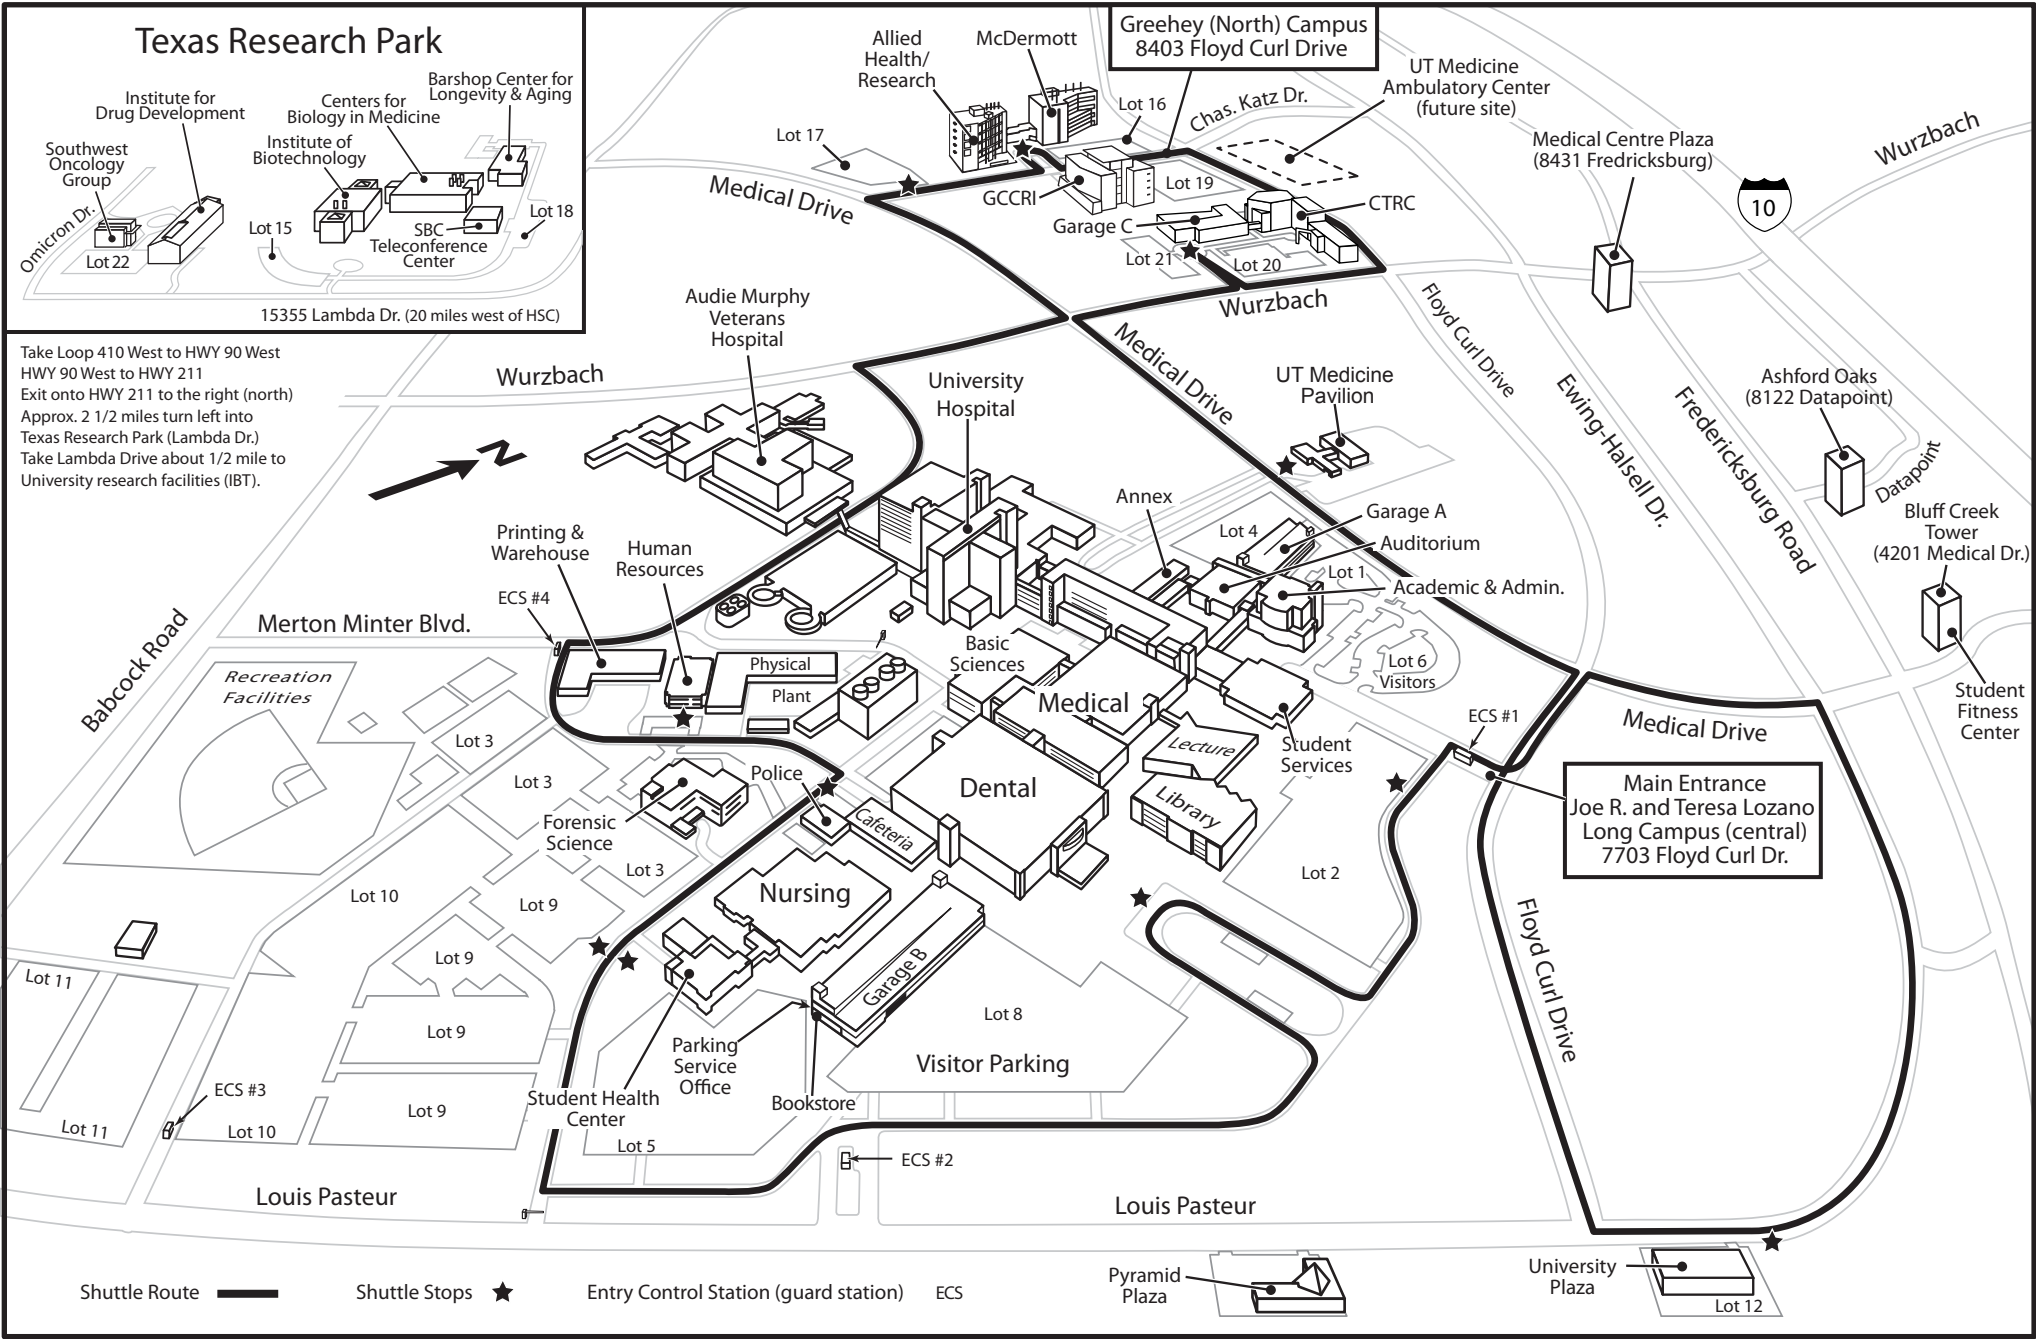 Texas Research Park
Barshop Center for
Longevity & Aging
Institute for
Drug Development
Centers for
Biology in Medicine
Institute of
Biotechnology
Southwest
Oncology
Group
Omicron Dr.
Lot 22
Lot 15
SBC
Teleconference
Center
Lot 18
15355 Lambda Dr. (20 miles west of HSC)
Take Loop 410 West to HWY 90 West
HWY 90 West to HWY 211
Exit onto HWY 211 to the right (north)
Approx. 2 1/2 miles turn left into
Texas Research Park (Lambda Dr.)
Take Lambda Drive about 1/2 mile to
University research facilities (IBT).
N
Greehey (North) Campus
8403 Floyd Curl Drive
Allied
Health/
Research
McDermott
Lot 16
Chas. Katz Dr.
UT Medicine
Ambulatory Center
(future site)
Medical Centre Plaza
(8431 Fredricksburg)
Wurzbach
10
Lot 17
Medical Drive
GCCRI
Lot 19
CTRC
Garage C
Lot 21
Lot 20
Wurzbach
Floyd Curl Drive
Audie Murphy
Veterans
Hospital
Wurzbach
University
Hospital
Medical Drive
UT Medicine
Pavilion
Ewing-Halsell Dr.
Fredericksburg Road
Ashford Oaks
(8122 Datapoint)
Datapoint
Bluff Creek
Tower
(4201 Medical Dr.)
Student
Fitness
Center
Annex
Lot 4
Garage A
Auditorium
Lot 1
Academic & Admin.
Printing &
Warehouse
Human
Resources
ECS #4
Merton Minter Blvd.
Babcock Road
Recreation
Facilities
Physical
Plant
Basic
Sciences
Medical
Lot 6
Visitors
ECS #1
Medical Drive
Lecture
Student
Services
Library
Lot 3
Lot 3
Police
Dental
Cafeteria
Forensic
Science
Lot 3
Main Entrance
Joe R. and Teresa Lozano
Long Campus (central)
7703 Floyd Curl Dr.
Lot 2
Lot 10
Lot 9
Nursing
Lot 9
Lot 11
Garage B
Floyd Curl Drive
Lot 9
Lot 8
Visitor Parking
Parking
Service
Office
Bookstore
Student Health
Center
ECS #3
Lot 9
Lot 11
Lot 10
Lot 5
ECS #2
Louis Pasteur
Louis Pasteur
Pyramid
Plaza
University
Plaza
Lot 12
Shuttle Route
Shuttle Stops
Entry Control Station (guard station) ECS